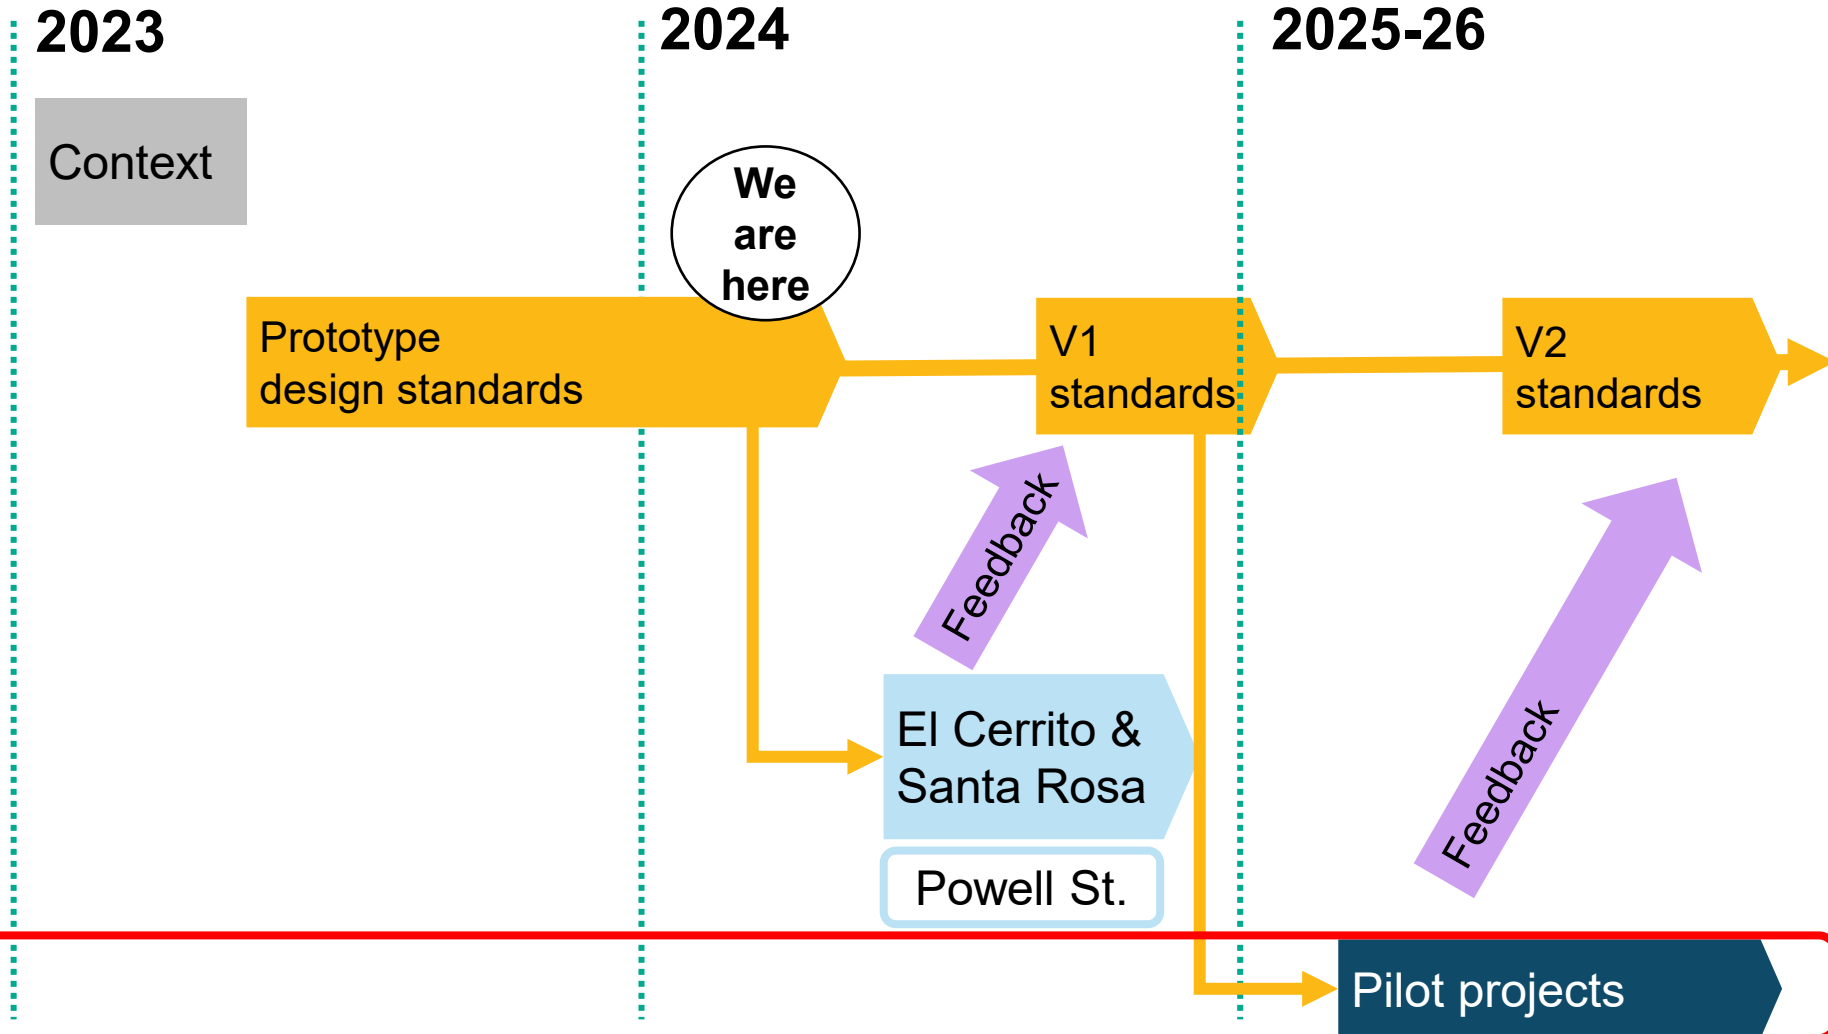 2023
2024
2025-26
Context
We
are
here
Prototype
design standards
V1
standards
V2
standards
Feedback
Feedback
El Cerrito &
Santa Rosa
Powell St.
Pilot projects